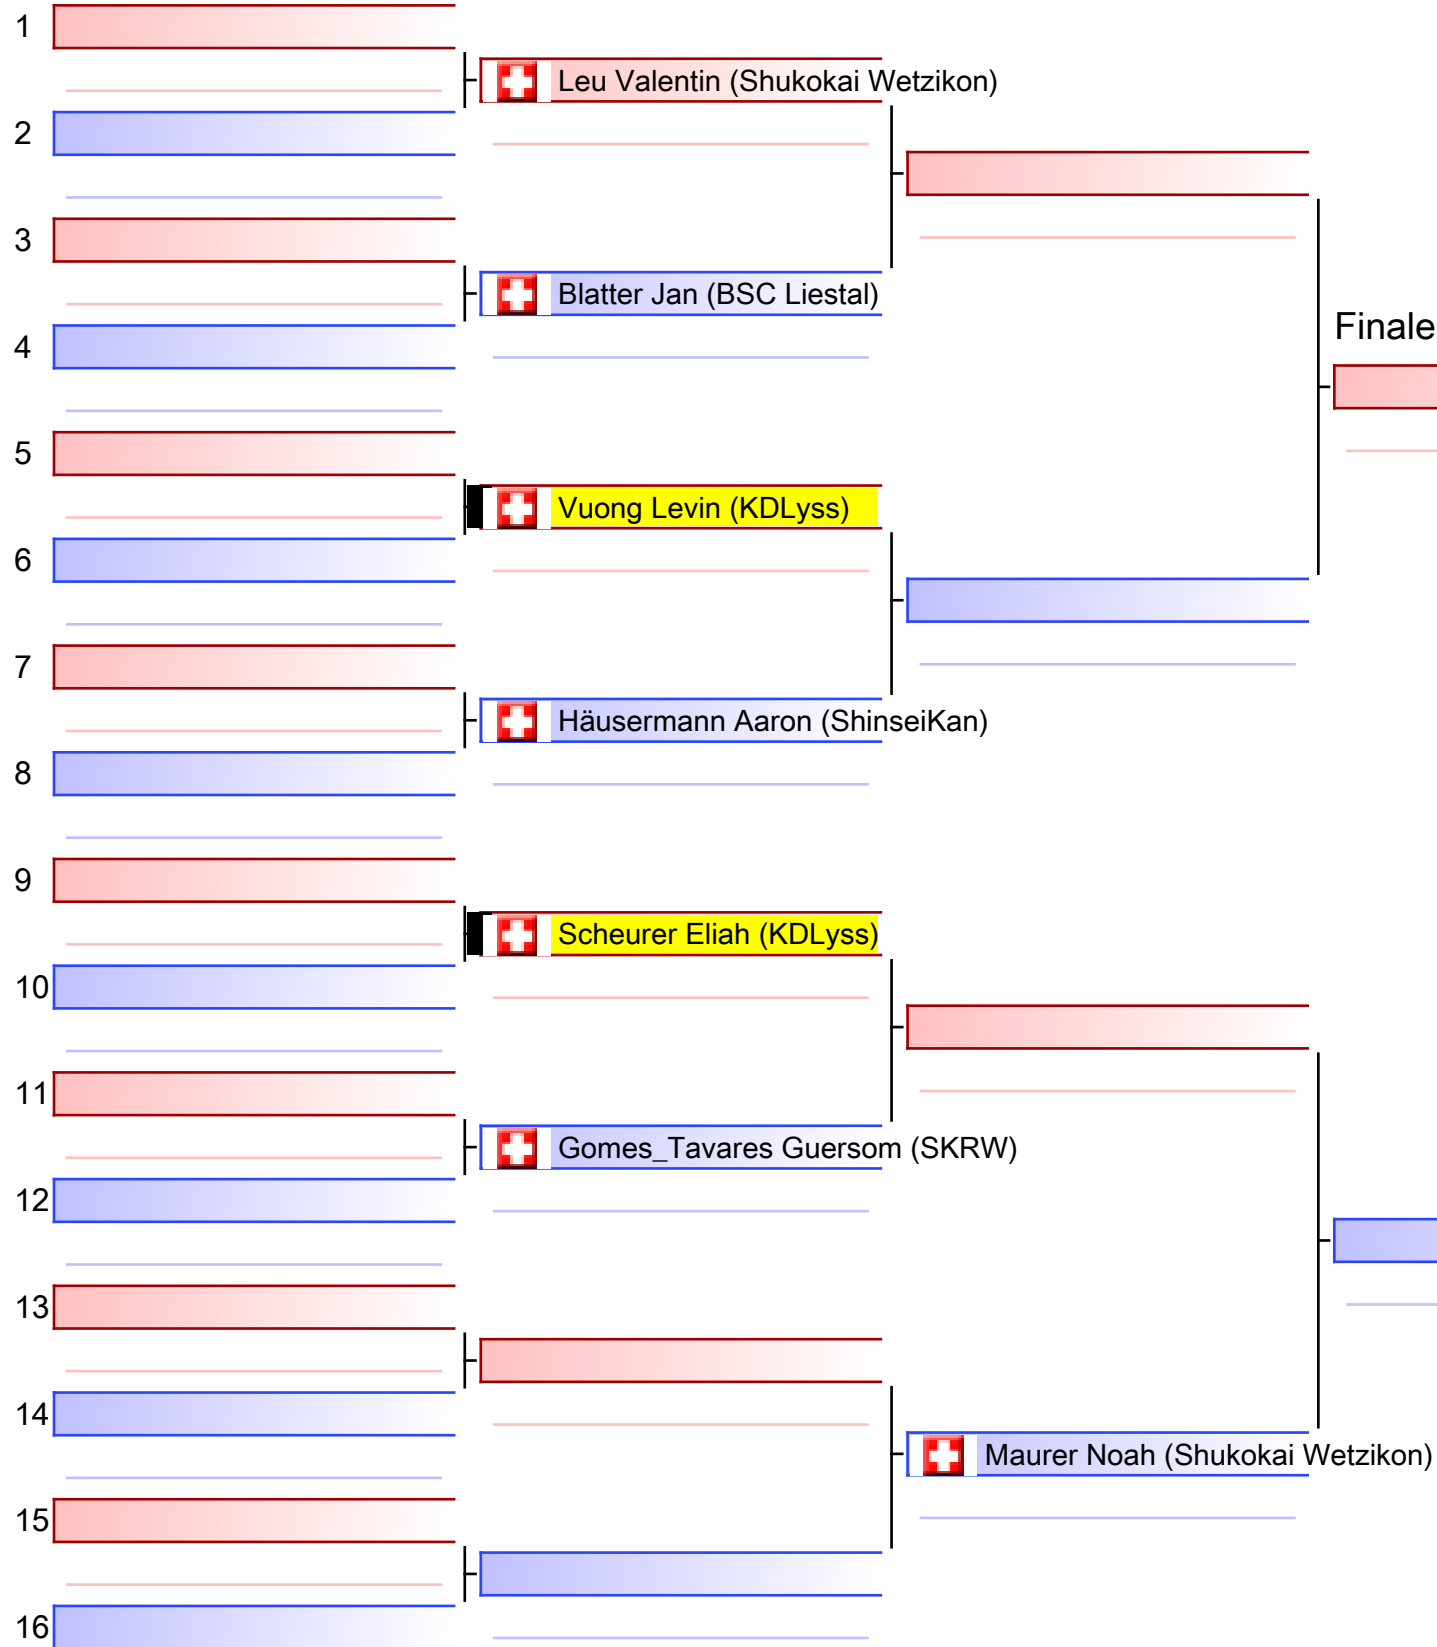 1
Leu Valentin (Shukokai Wetzikon)
2
3
Blatter Jan (BSC Liestal)
Finale
4
5
Vuong Levin (KDLyss)
6
7
Häusermann Aaron (ShinseiKan)
8
9
Scheurer Eliah (KDLyss)
10
11
Gomes_Tavares Guersom (SKRW)
12
13
14
Maurer Noah (Shukokai Wetzikon)
15
16